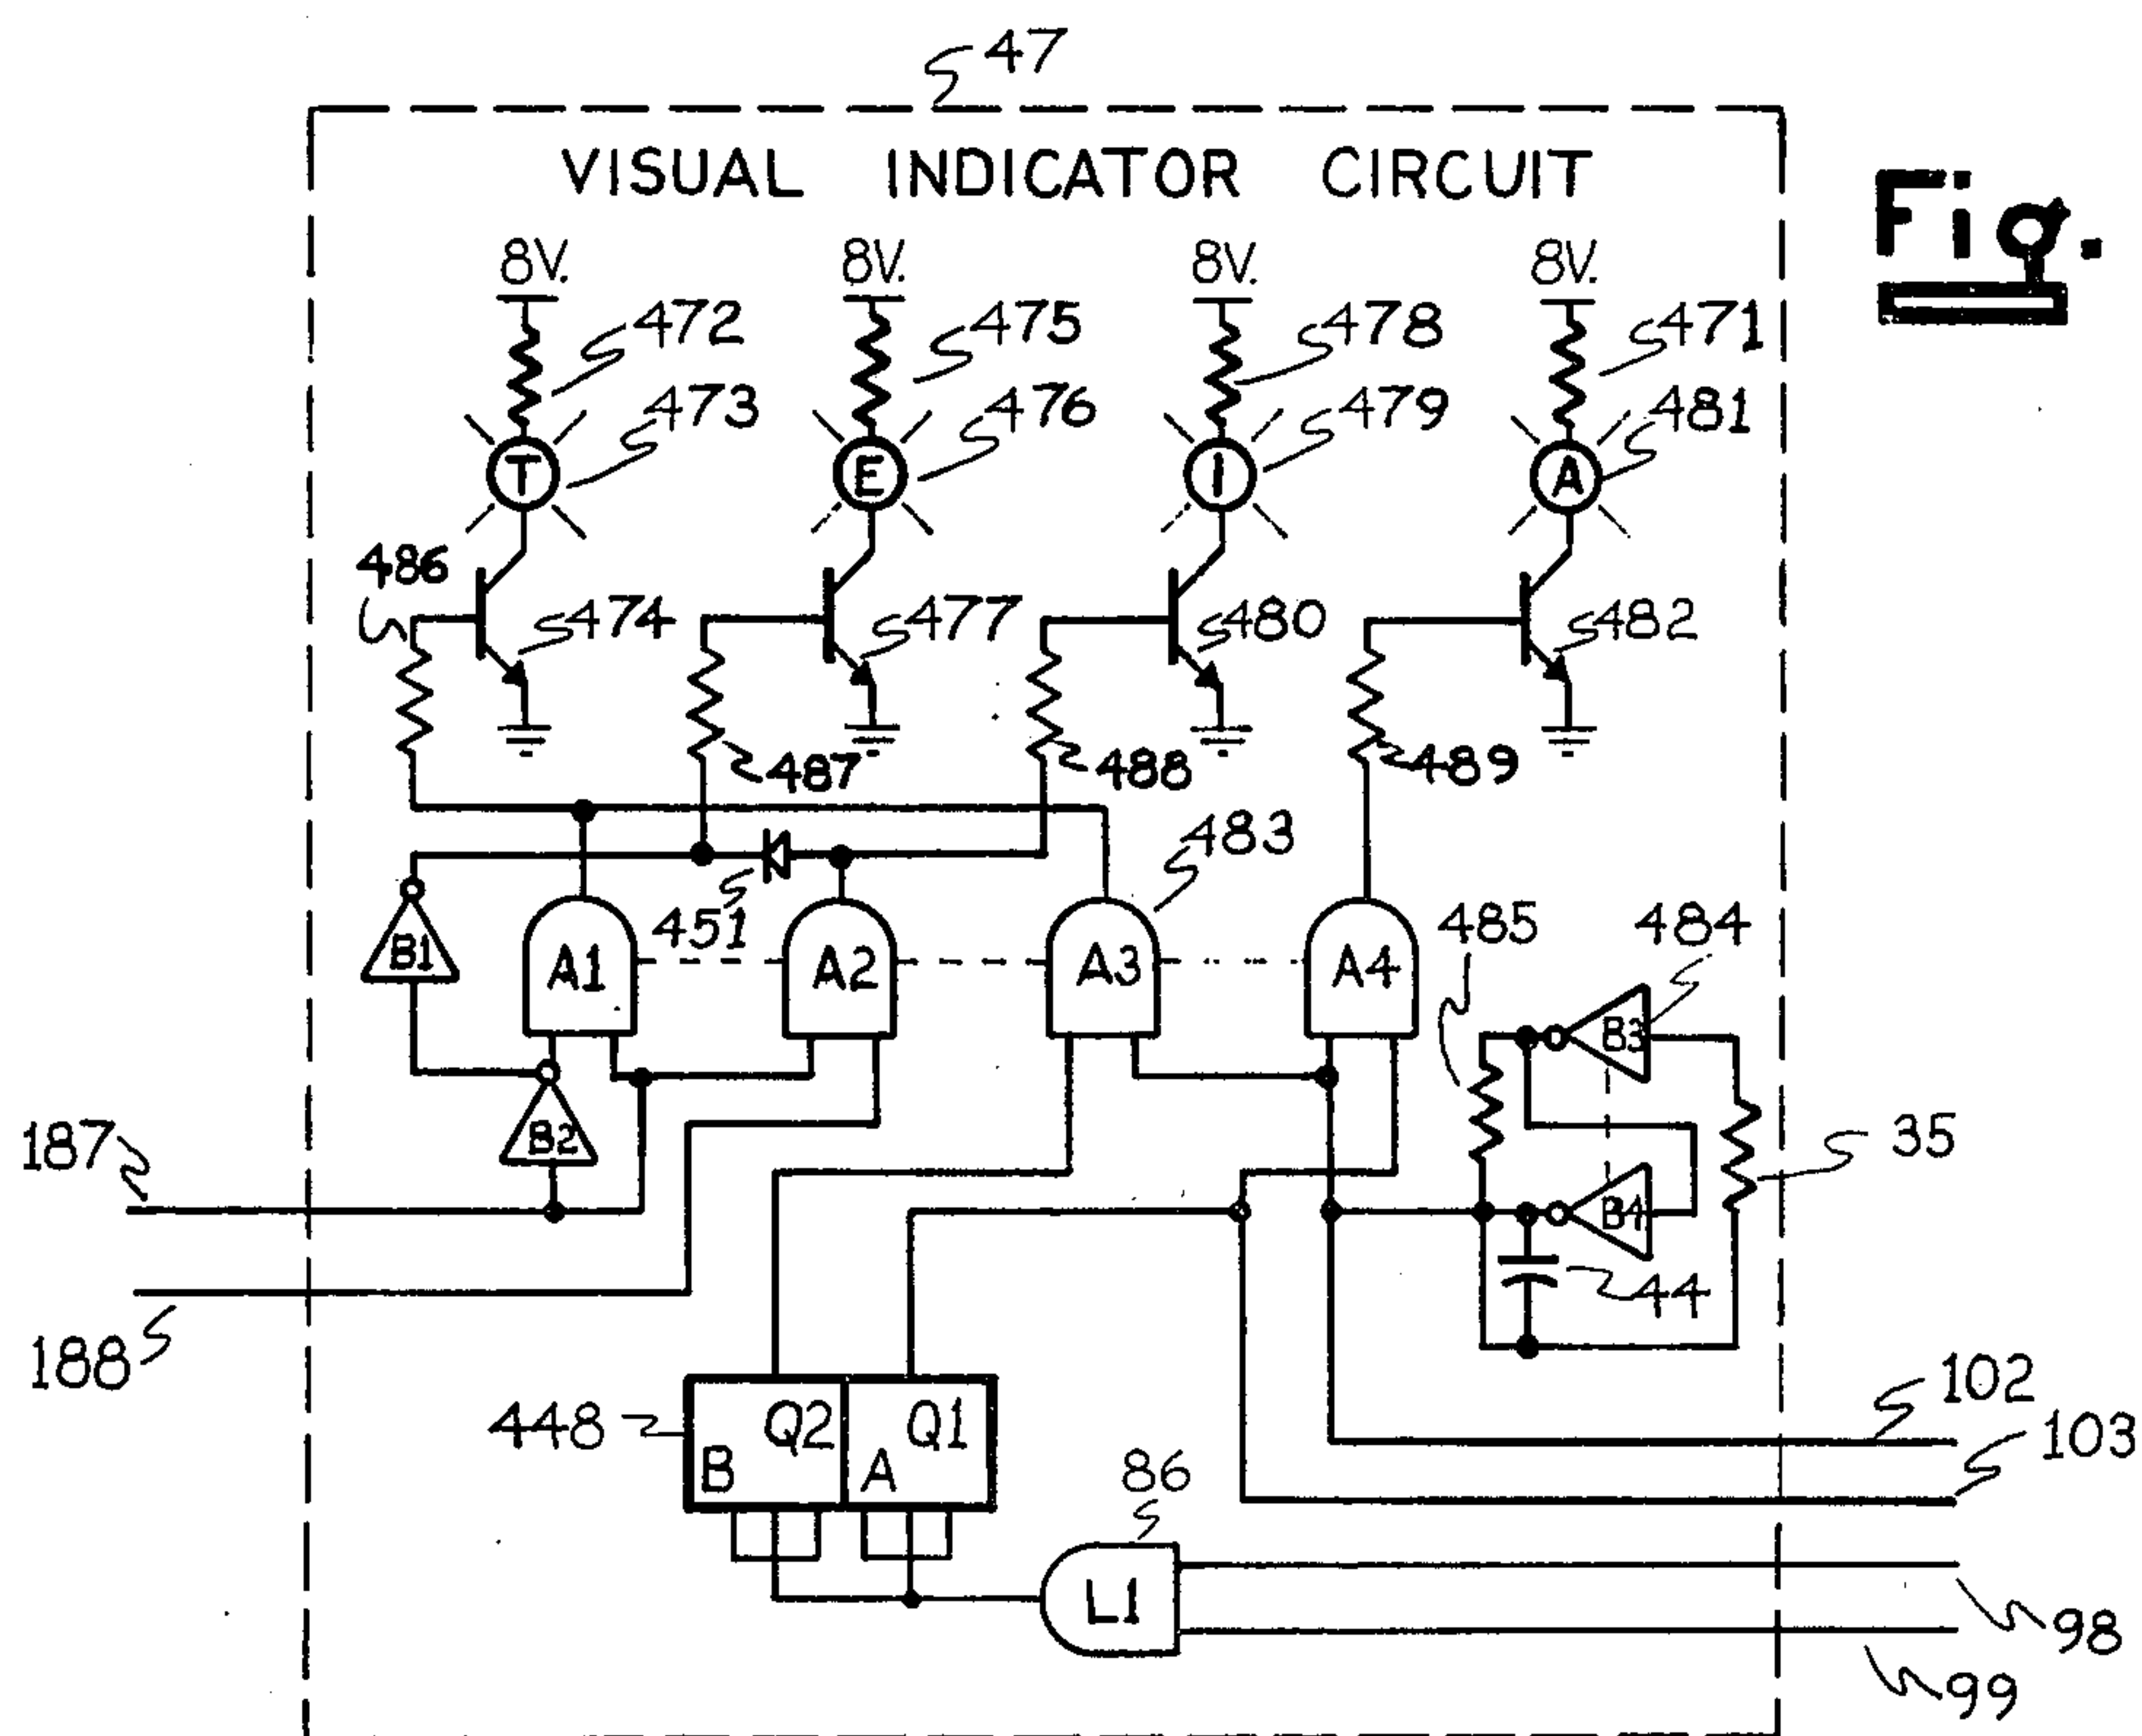 47
VISUAL INDICATOR CIRCUIT
Fig.
8V. 8V. 8V. 8V.
472 475 478 471
473 476 479 481
T E I A
486
474 477 480 482
487 488 489
483
451
485 484
B1 A1 A2 A3 A4
B3
B2
187
35
B4
44
188
102
448 Q2 Q1
103
B A
86
L1
98
99